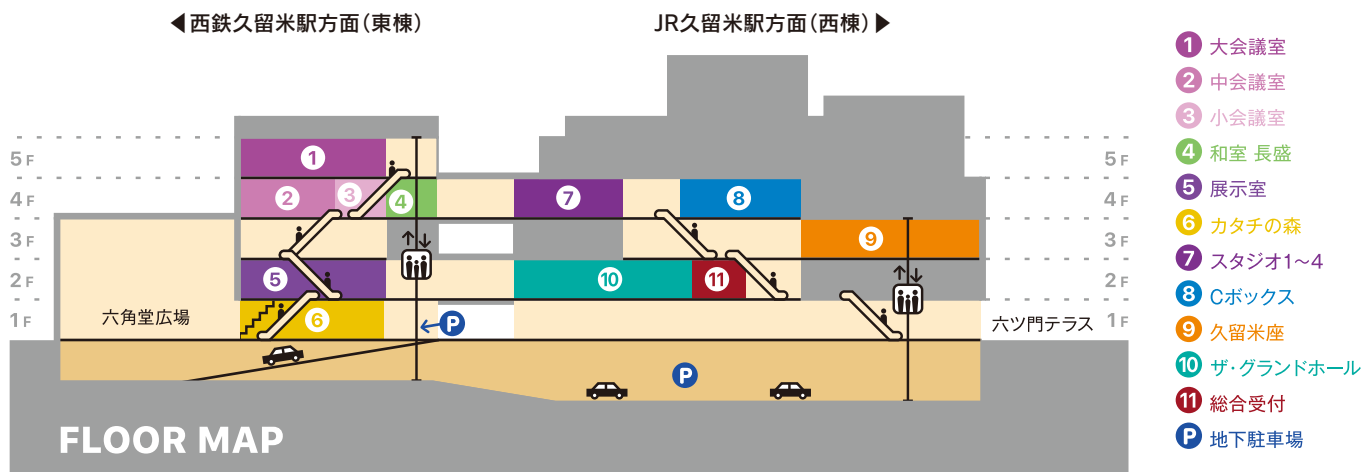 ◀西鉄久留米駅方面(東棟)
JR久留米駅方面(西棟)▶
5F
4F
3F
2F
1F
1
2
3
4
5
6
7
8
9
10
11
六角堂広場
P
P
六ツ門テラス
5F
4F
3F
2F
1F
FLOOR MAP
1 大会議室
2 中会議室
3 小会議室
4 和室 長盛
5 展示室
6 カタチの森
7 スタジオ1~4
8 Cボックス
9 久留米座
10 ザ・グランドホール
11 総合受付
P 地下駐車場